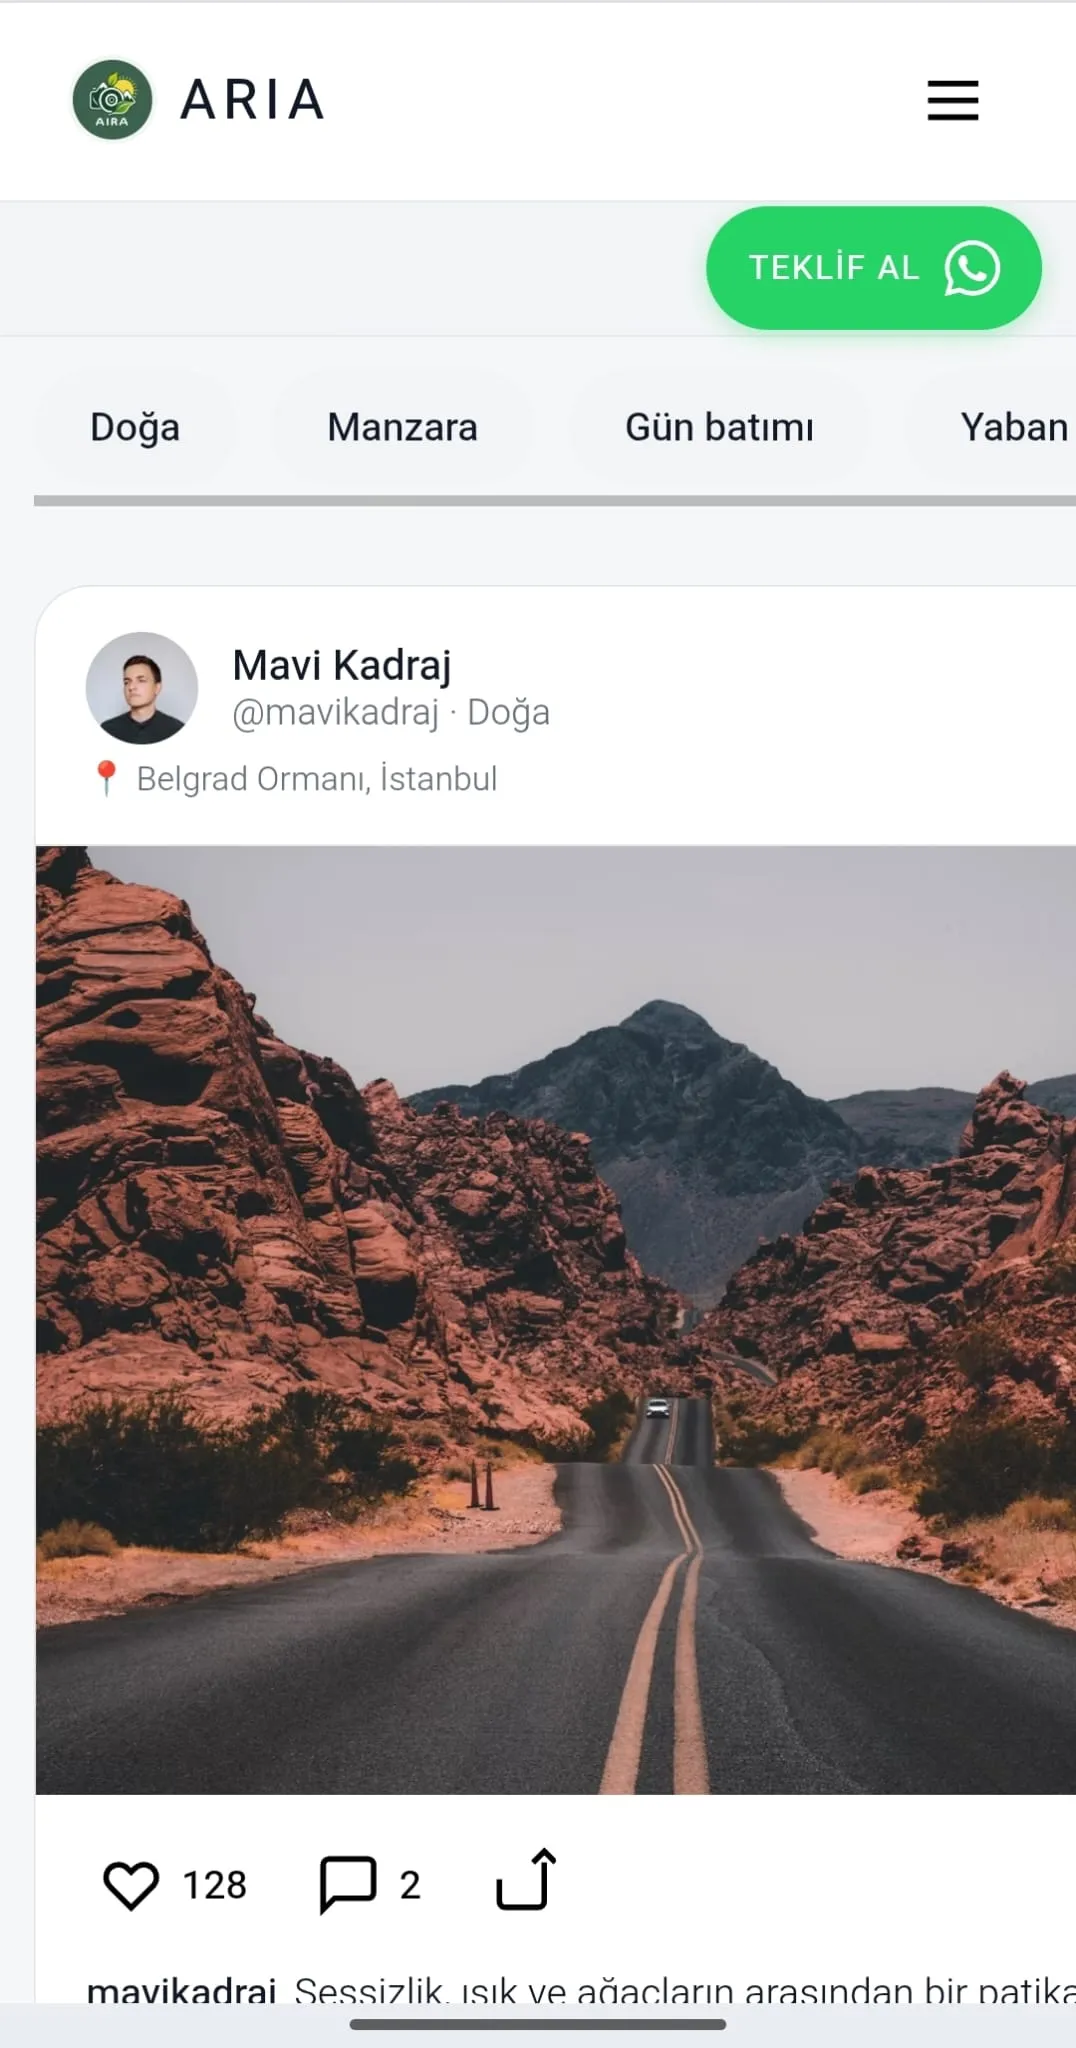 AIRA
ARIA
TEKLİF AL
Doğa
Manzara
Gün batımı
Yaban
Mavi Kadraj
@mavikadraj · Doğa
Belgrad Ormanı, İstanbul
128
2
mavikadraj Sessizlik, ışık ve ağaçların arasından bir patika